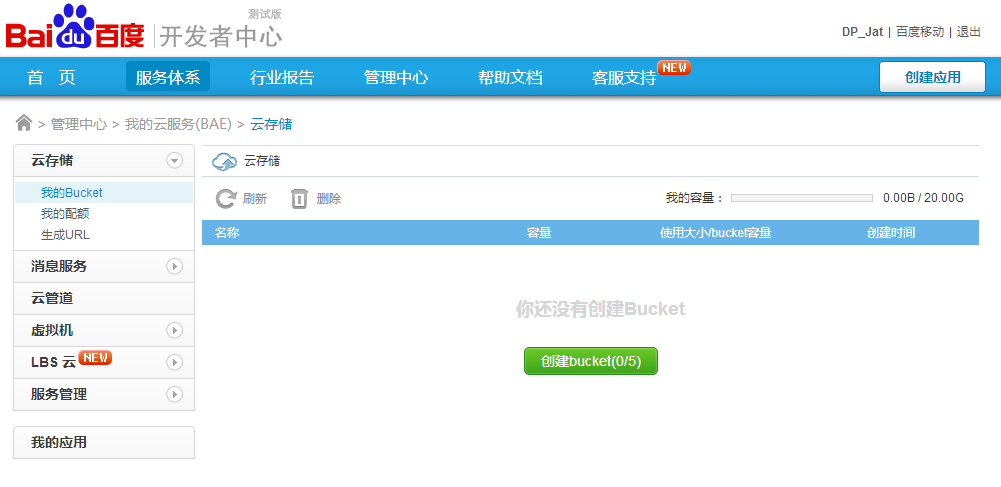 Bai du 百度 开发者中心 测试版
DP_Jat | 百度移动 | 退出
首 页 服务体系 行业报告 管理中心 帮助文档 客服支持 NEW 创建应用
> 管理中心 > 我的云服务(BAE) > 云存储
云存储
我的Bucket
我的配额
生成URL
消息服务
云管道
虚拟机
LBS 云 NEW
服务管理
我的应用
云存储
刷新 删除 我的容量： 0.00B / 20.00G
名称 容量 使用大小/bucket容量 创建时间
你还没有创建Bucket
创建bucket(0/5)